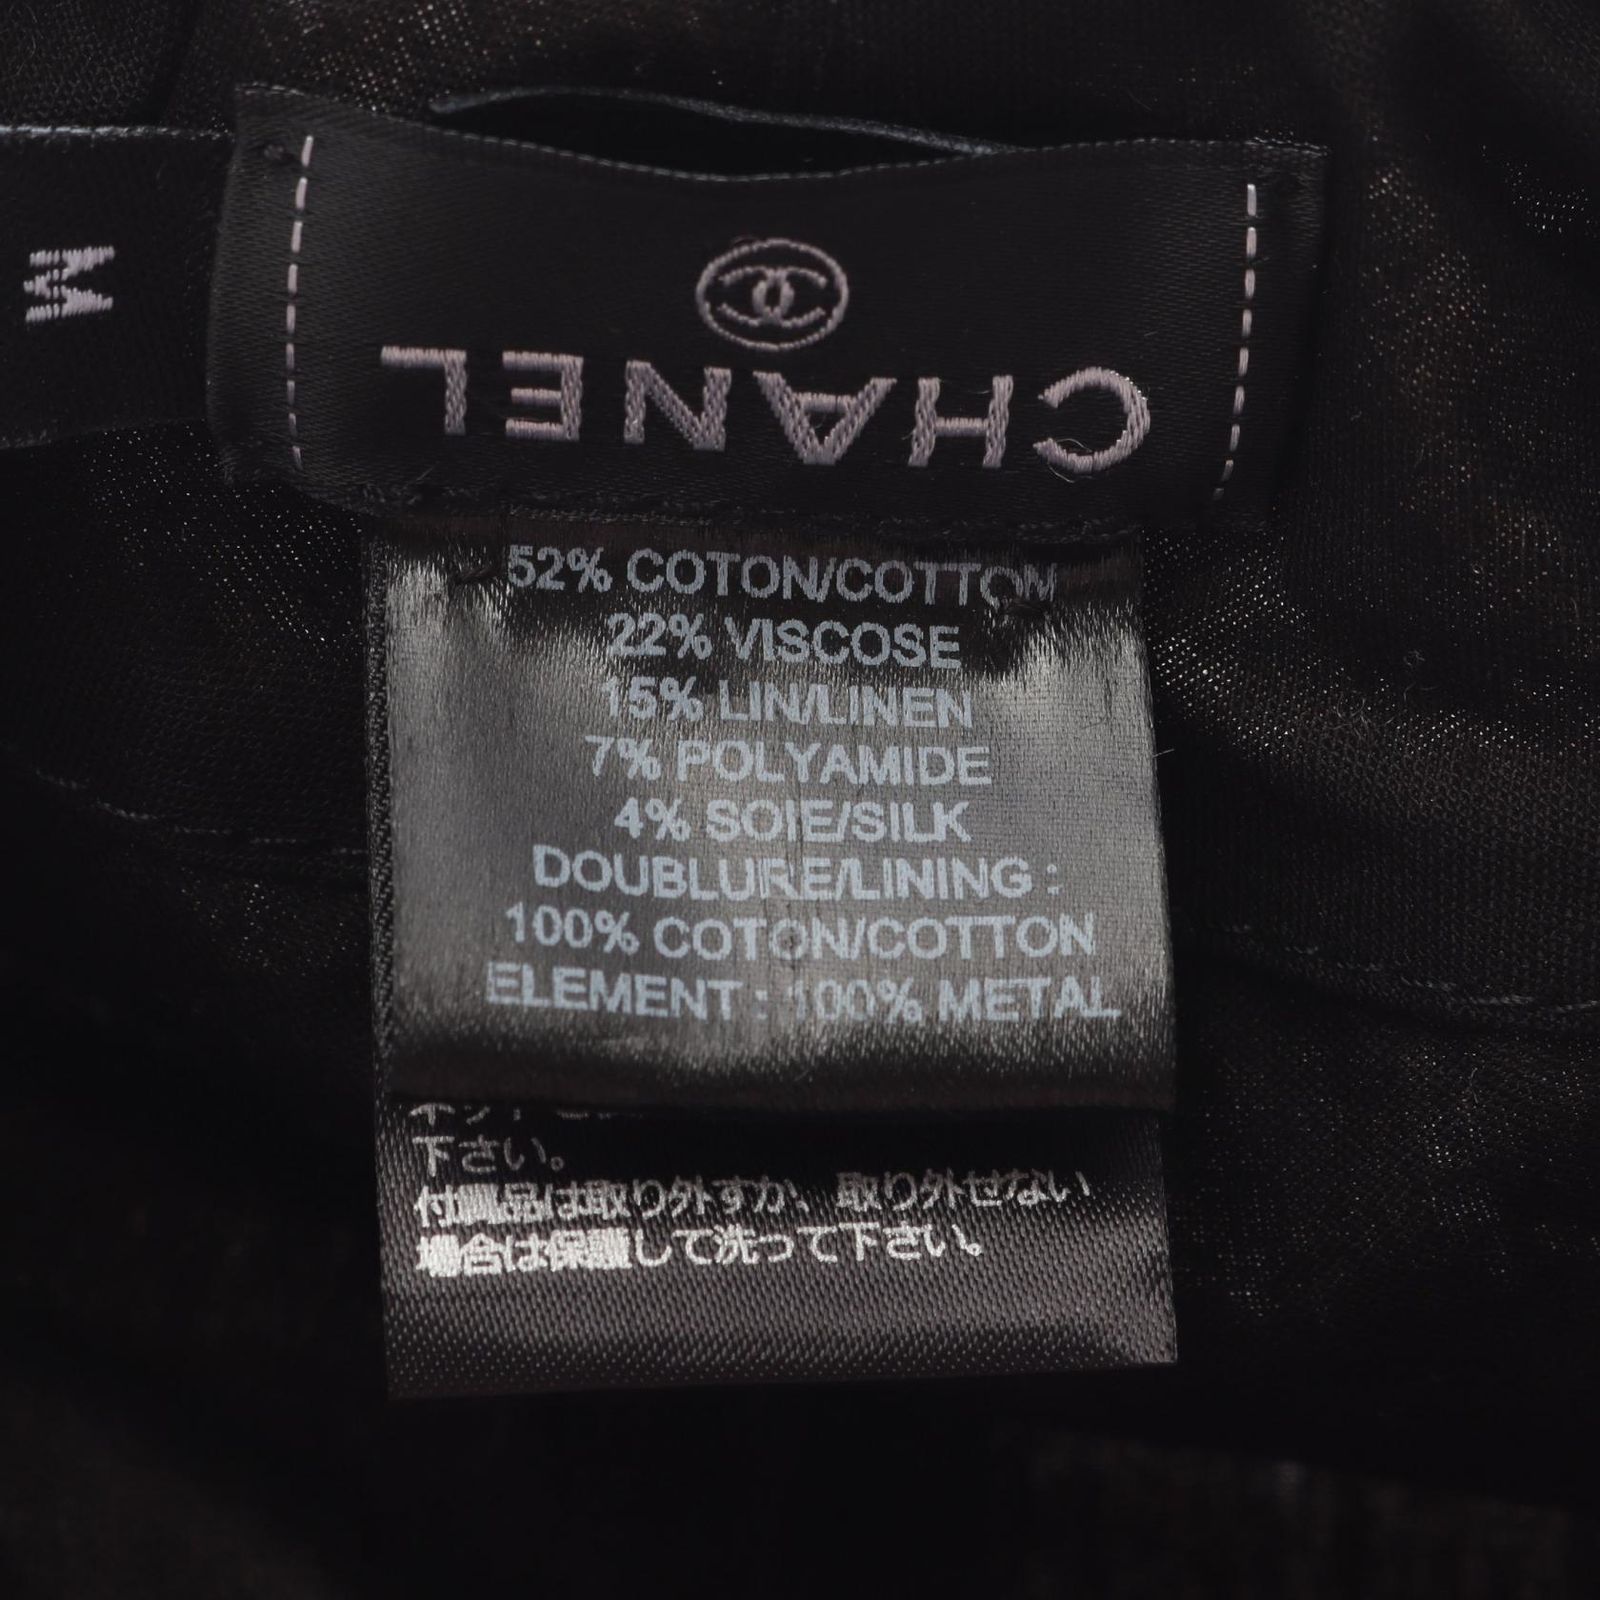 M
CHANEL
52% COTON/COTTON
22% VISCOSE
15% LIN/LINEN
7% POLYAMIDE
4% SOIE/SILK
DOUBLURE/LINING :
100% COTON/COTTON
ELEMENT : 100% METAL
下さい。
付属品は取り外すか、取り外せない
場合は保護して洗って下さい。